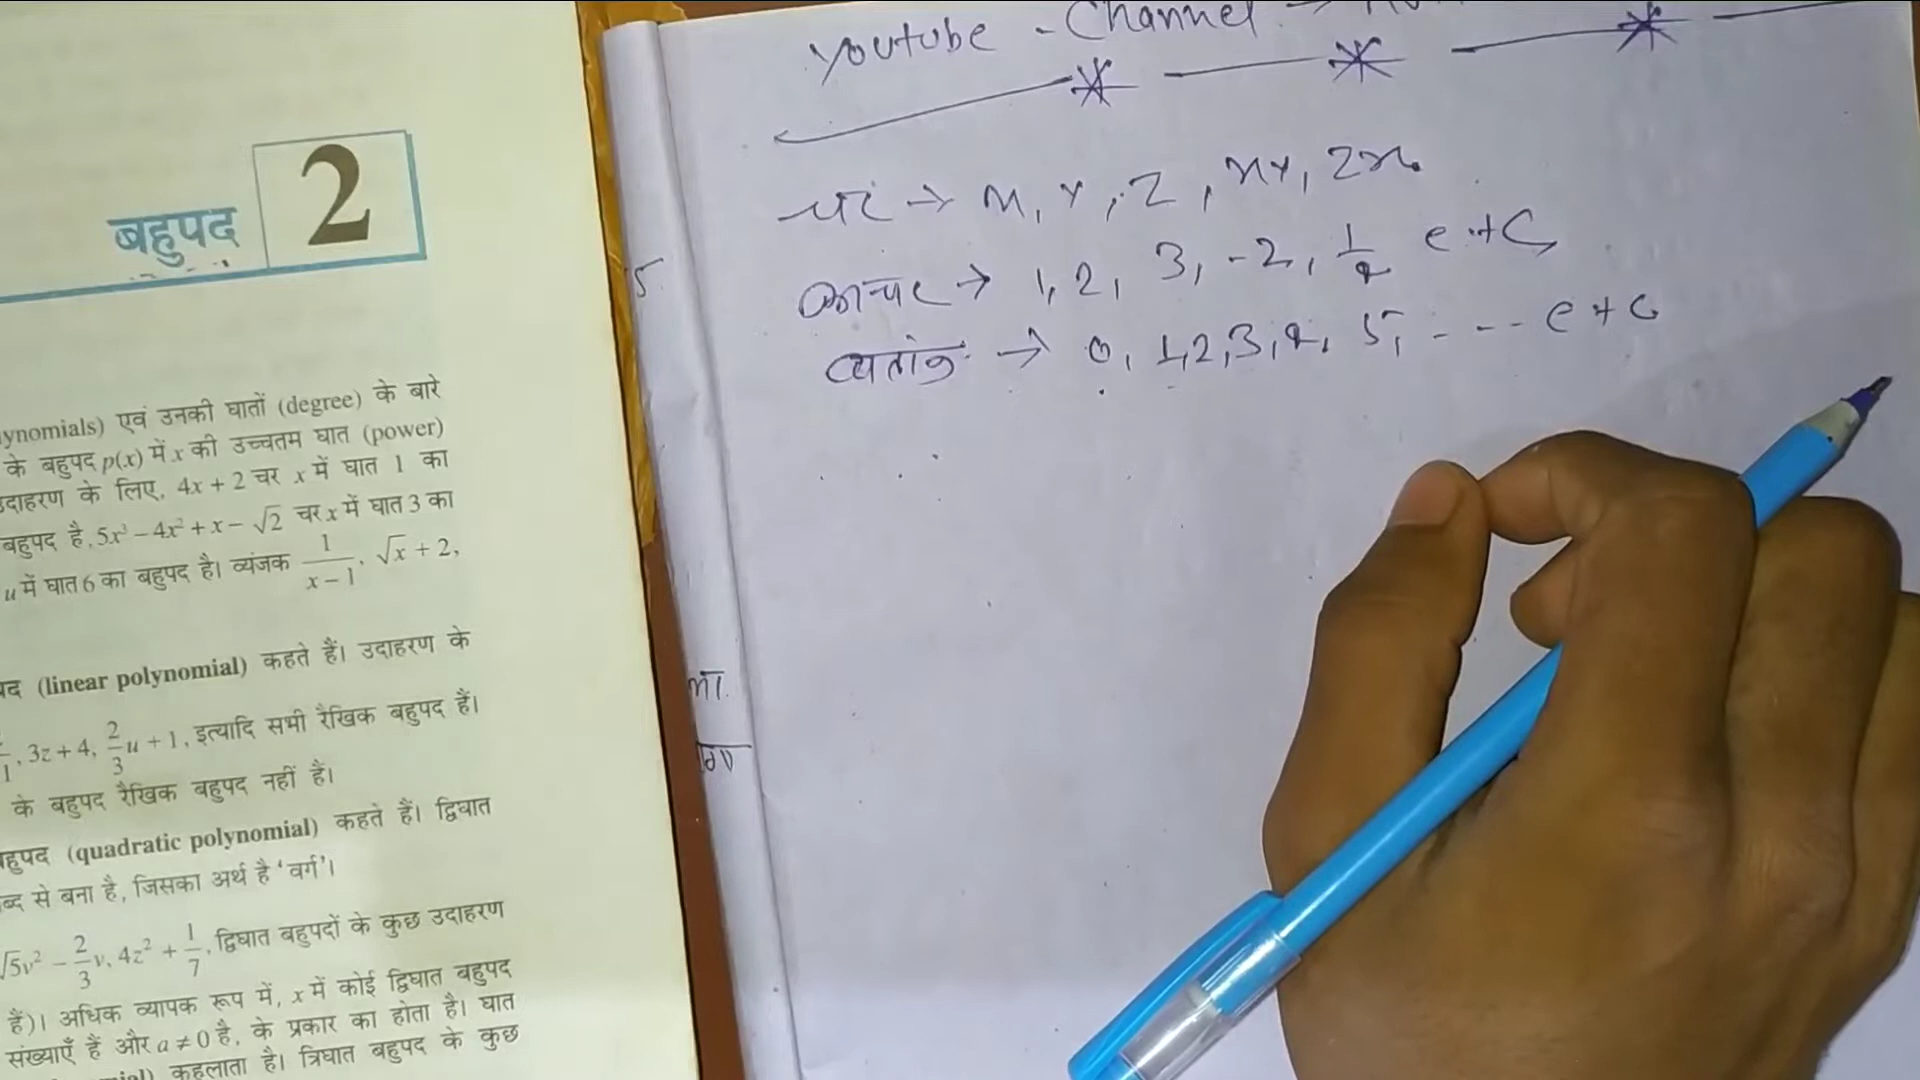 बहुपद 2
ynomials) एवं उनकी घातों (degree) के बारे
के बहुपद p(x) में x की उच्चतम घात (power)
उदाहरण के लिए, 4x + 2 चर x में घात 1 का
बहुपद है, 5x³ – 4x² + x – √2 चर x में घात 3 का
u में घात 6 का बहुपद है। व्यंजक 1/(x – 1), √x + 2,
(linear polynomial) कहते हैं। उदाहरण के
, 3z + 4, 2/3 u + 1, इत्यादि सभी रैखिक बहुपद हैं।
के बहुपद रैखिक बहुपद नहीं हैं।
बहुपद (quadratic polynomial) कहते हैं। द्विघात
ब्द से बना है, जिसका अर्थ है ‘वर्ग’।
√5v² – 2/3 v, 4z² + 1/7, द्विघात बहुपदों के कुछ उदाहरण
हैं)। अधिक व्यापक रूप में, x में कोई द्विघात बहुपद
संख्याएँ हैं और a ≠ 0 है, के प्रकार का होता है। घात
कहलाता है। त्रिघात बहुपद के कुछ
youtube - Channel →
चर → x, y, z, xy, zx
अचर → 1, 2, 3, -2, 1/2 etc
→ 0, 1, 2, 3, 4, 5, - -- etc